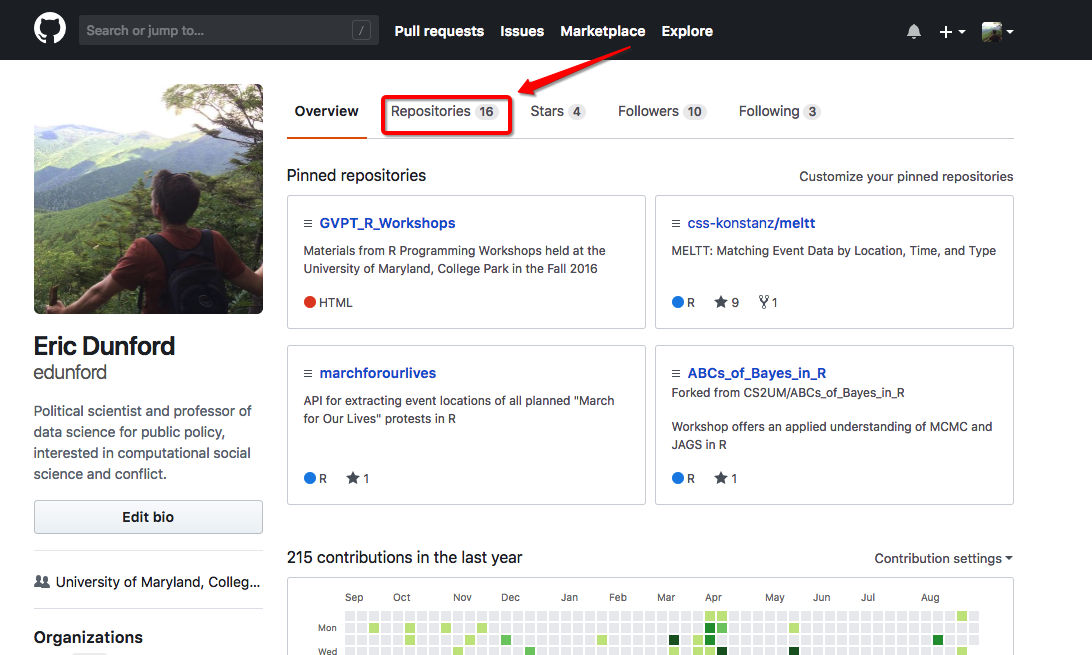 Search or jump to... /
Pull requests
Issues
Marketplace
Explore
Overview
Repositories 16
Stars 4
Followers 10
Following 3
Eric Dunford
edunford
Political scientist and professor of
data science for public policy,
interested in computational social
science and conflict.
Edit bio
University of Maryland, Colleg...
Organizations
Pinned repositories
Customize your pinned repositories
GVPT_R_Workshops
Materials from R Programming Workshops held at the
University of Maryland, College Park in the Fall 2016
HTML
css-konstanz/meltt
MELTT: Matching Event Data by Location, Time, and Type
R 9 1
marchforourlives
API for extracting event locations of all planned "March
for Our Lives" protests in R
R 1
ABCs_of_Bayes_in_R
Forked from CS2UM/ABCs_of_Bayes_in_R
Workshop offers an applied understanding of MCMC and
JAGS in R
R 1
215 contributions in the last year
Contribution settings
Sep Oct Nov Dec Jan Feb Mar Apr May Jun Jul Aug
Mon
Wed